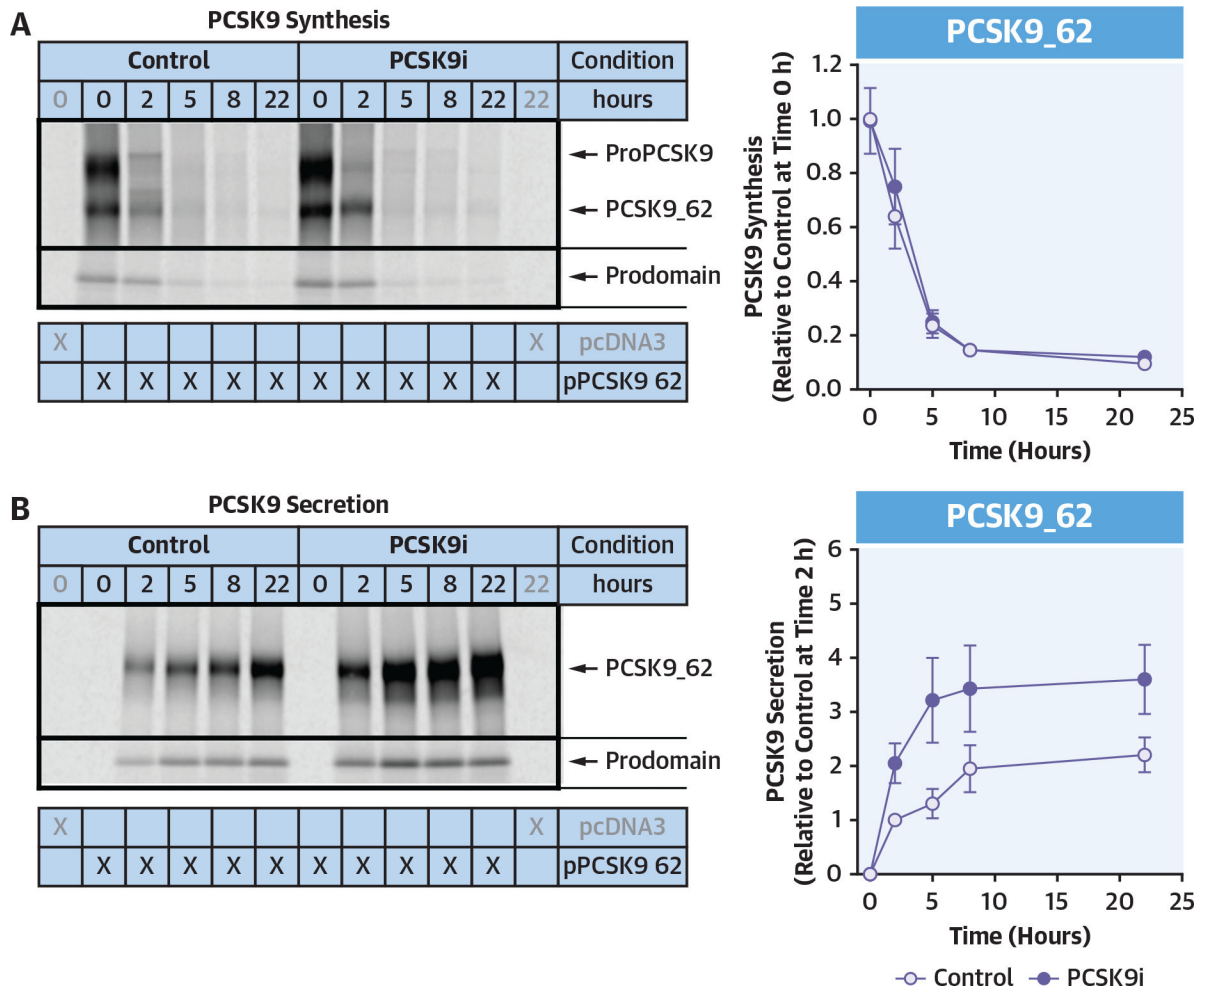 A
PCSK9 Synthesis
Control PCSK9i Condition
0 0 2 5 8 22 0 2 5 8 22 22 hours
ProPCSK9
PCSK9_62
Prodomain
X X pcDNA3
X X X X X X X X X X pPCSK9 62
PCSK9_62
PCSK9 Synthesis
(Relative to Control at Time 0 h)
1.2
1.0
0.8
0.6
0.4
0.2
0.0
0 5 10 15 20 25
Time (Hours)
B
PCSK9 Secretion
Control PCSK9i Condition
0 0 2 5 8 22 0 2 5 8 22 22 hours
PCSK9_62
Prodomain
X X pcDNA3
X X X X X X X X X X pPCSK9 62
PCSK9_62
PCSK9 Secretion
(Relative to Control at Time 2 h)
6
5
4
3
2
1
0
0 5 10 15 20 25
Time (Hours)
Control PCSK9i